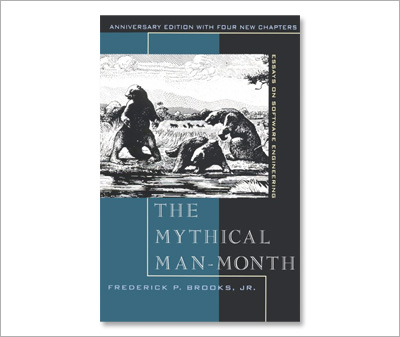 ANNIVERSARY EDITION WITH FOUR NEW CHAPTERS
ESSAYS ON SOFTWARE ENGINEERING
THE
MYTHICAL
MAN-MONTH
FREDERICK P. BROOKS, JR.